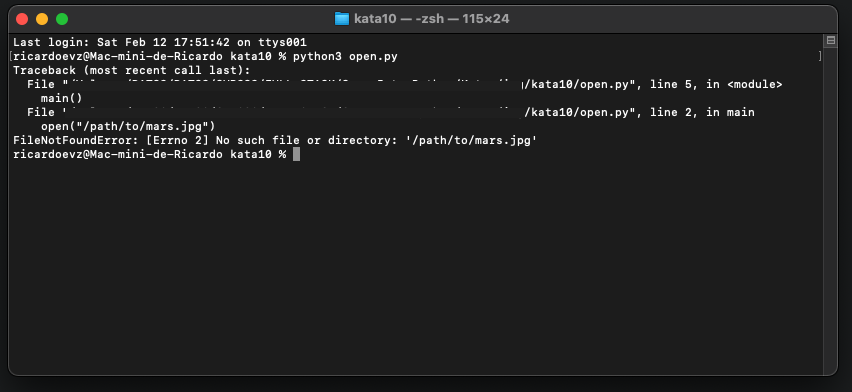 kata10 — -zsh — 115×24
Last login: Sat Feb 12 17:51:42 on ttys001
[ricardoevz@Mac-mini-de-Ricardo kata10 % python3 open.py ]
Traceback (most recent call last):
File /kata10/open.py", line 5, in <module>
main()
File /kata10/open.py", line 2, in main
open("/path/to/mars.jpg")
FileNotFoundError: [Errno 2] No such file or directory: '/path/to/mars.jpg'
ricardoevz@Mac-mini-de-Ricardo kata10 %